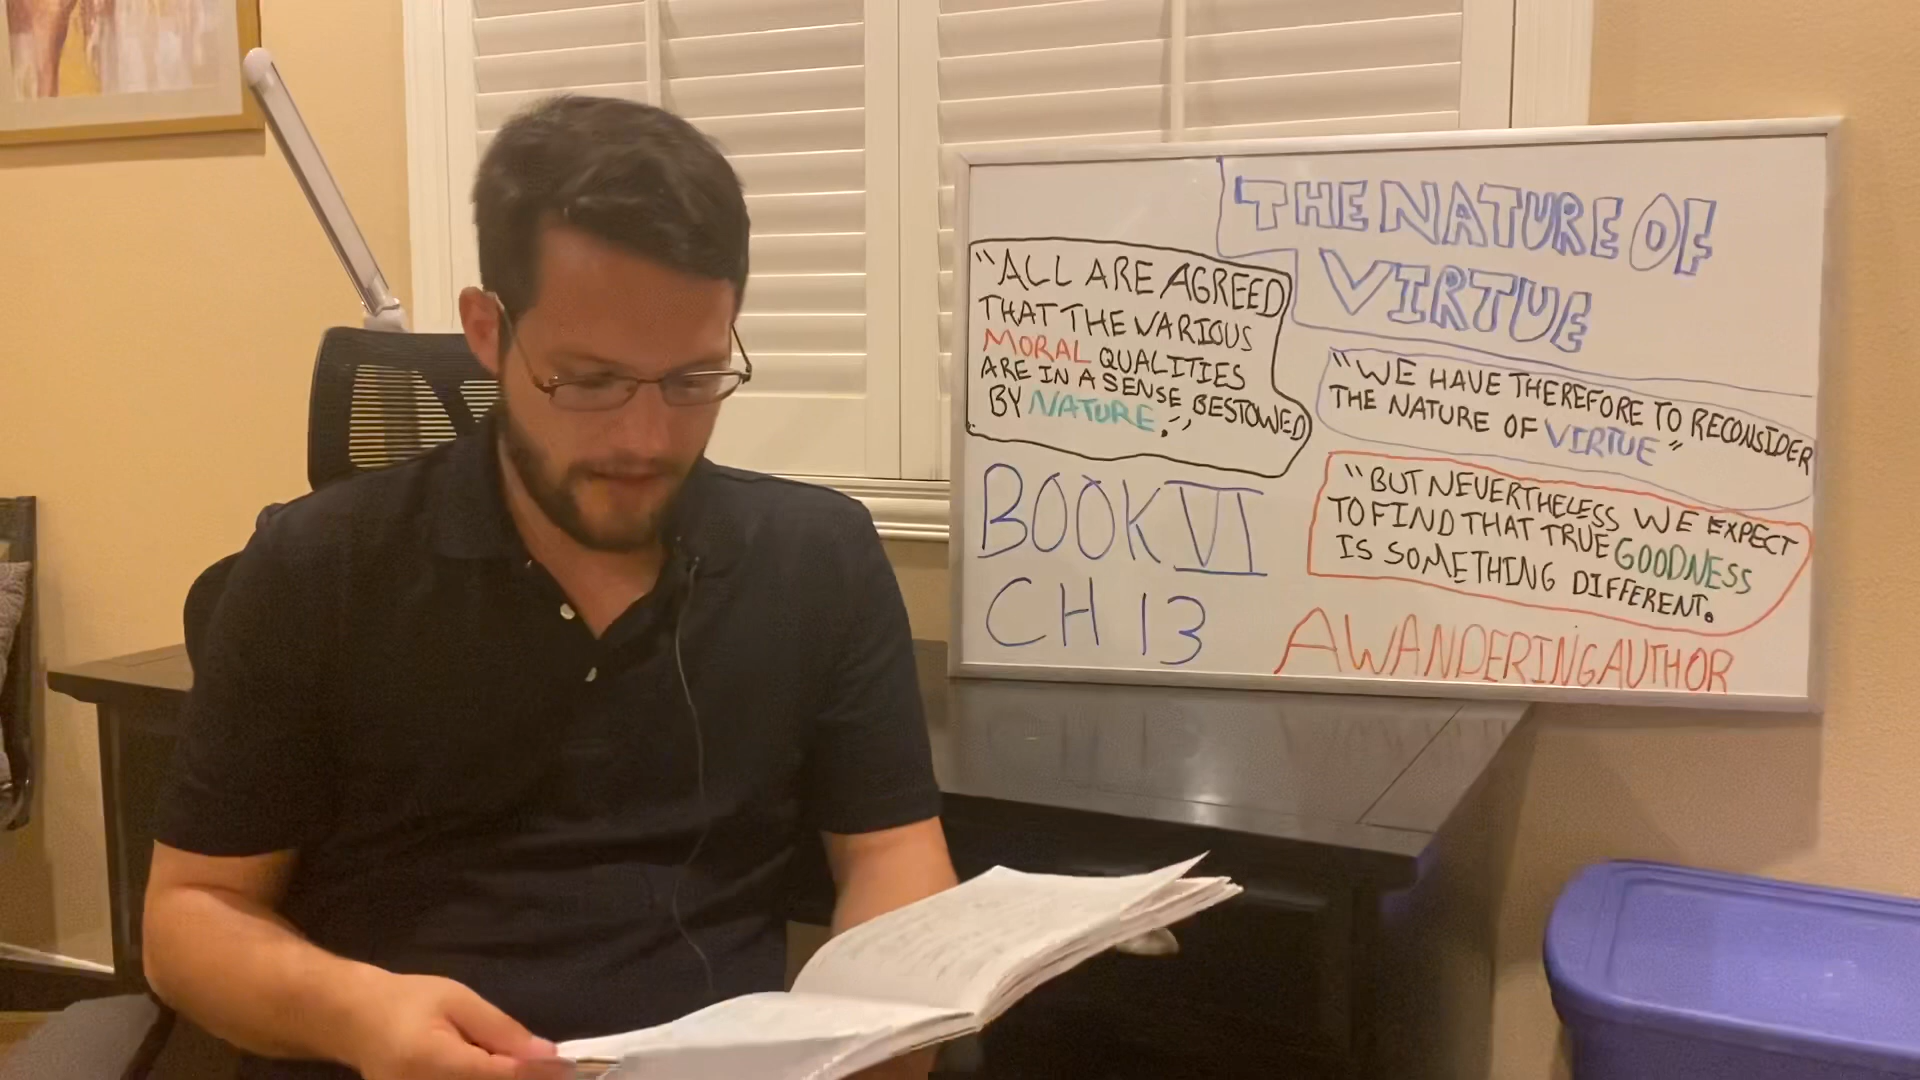 THE NATURE OF
VIRTUE
"ALL ARE AGREED
THAT THE VARIOUS
MORAL QUALITIES
ARE IN A SENSE BESTOWED
BY NATURE."
"WE HAVE THEREFORE TO RECONSIDER
THE NATURE OF VIRTUE"
"BUT NEVERTHELESS WE EXPECT
TO FIND THAT TRUE GOODNESS
IS SOMETHING DIFFERENT.
BOOK VI
CH 13
AWANDERINGAUTHOR